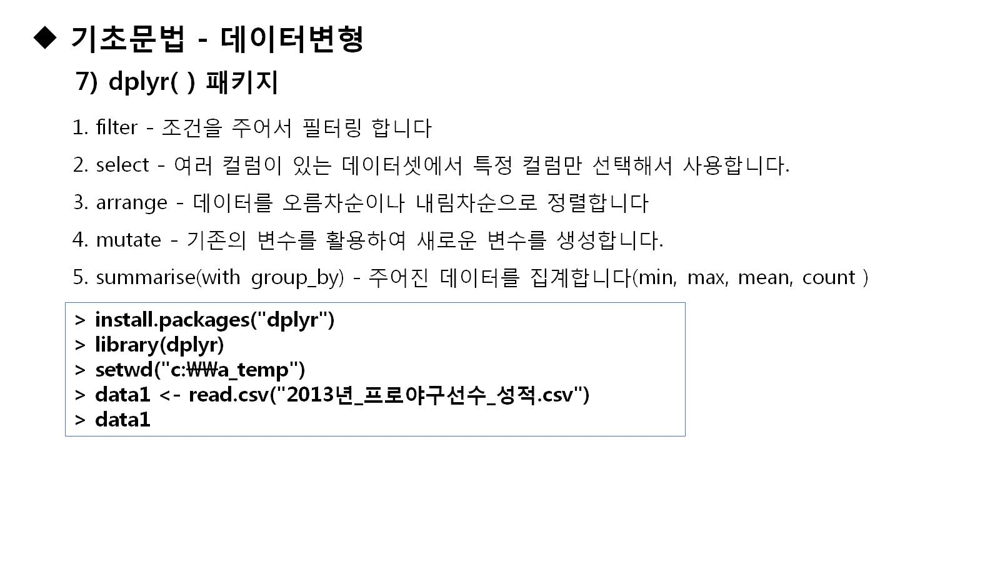 ◆ 기초문법 - 데이터변형
7) dplyr( ) 패키지
1. filter - 조건을 주어서 필터링 합니다
2. select - 여러 컬럼이 있는 데이터셋에서 특정 컬럼만 선택해서 사용합니다.
3. arrange - 데이터를 오름차순이나 내림차순으로 정렬합니다
4. mutate - 기존의 변수를 활용하여 새로운 변수를 생성합니다.
5. summarise(with group_by) - 주어진 데이터를 집계합니다(min, max, mean, count )
> install.packages("dplyr")
> library(dplyr)
> setwd("c:₩₩a_temp")
> data1 <- read.csv("2013년_프로야구선수_성적.csv")
> data1